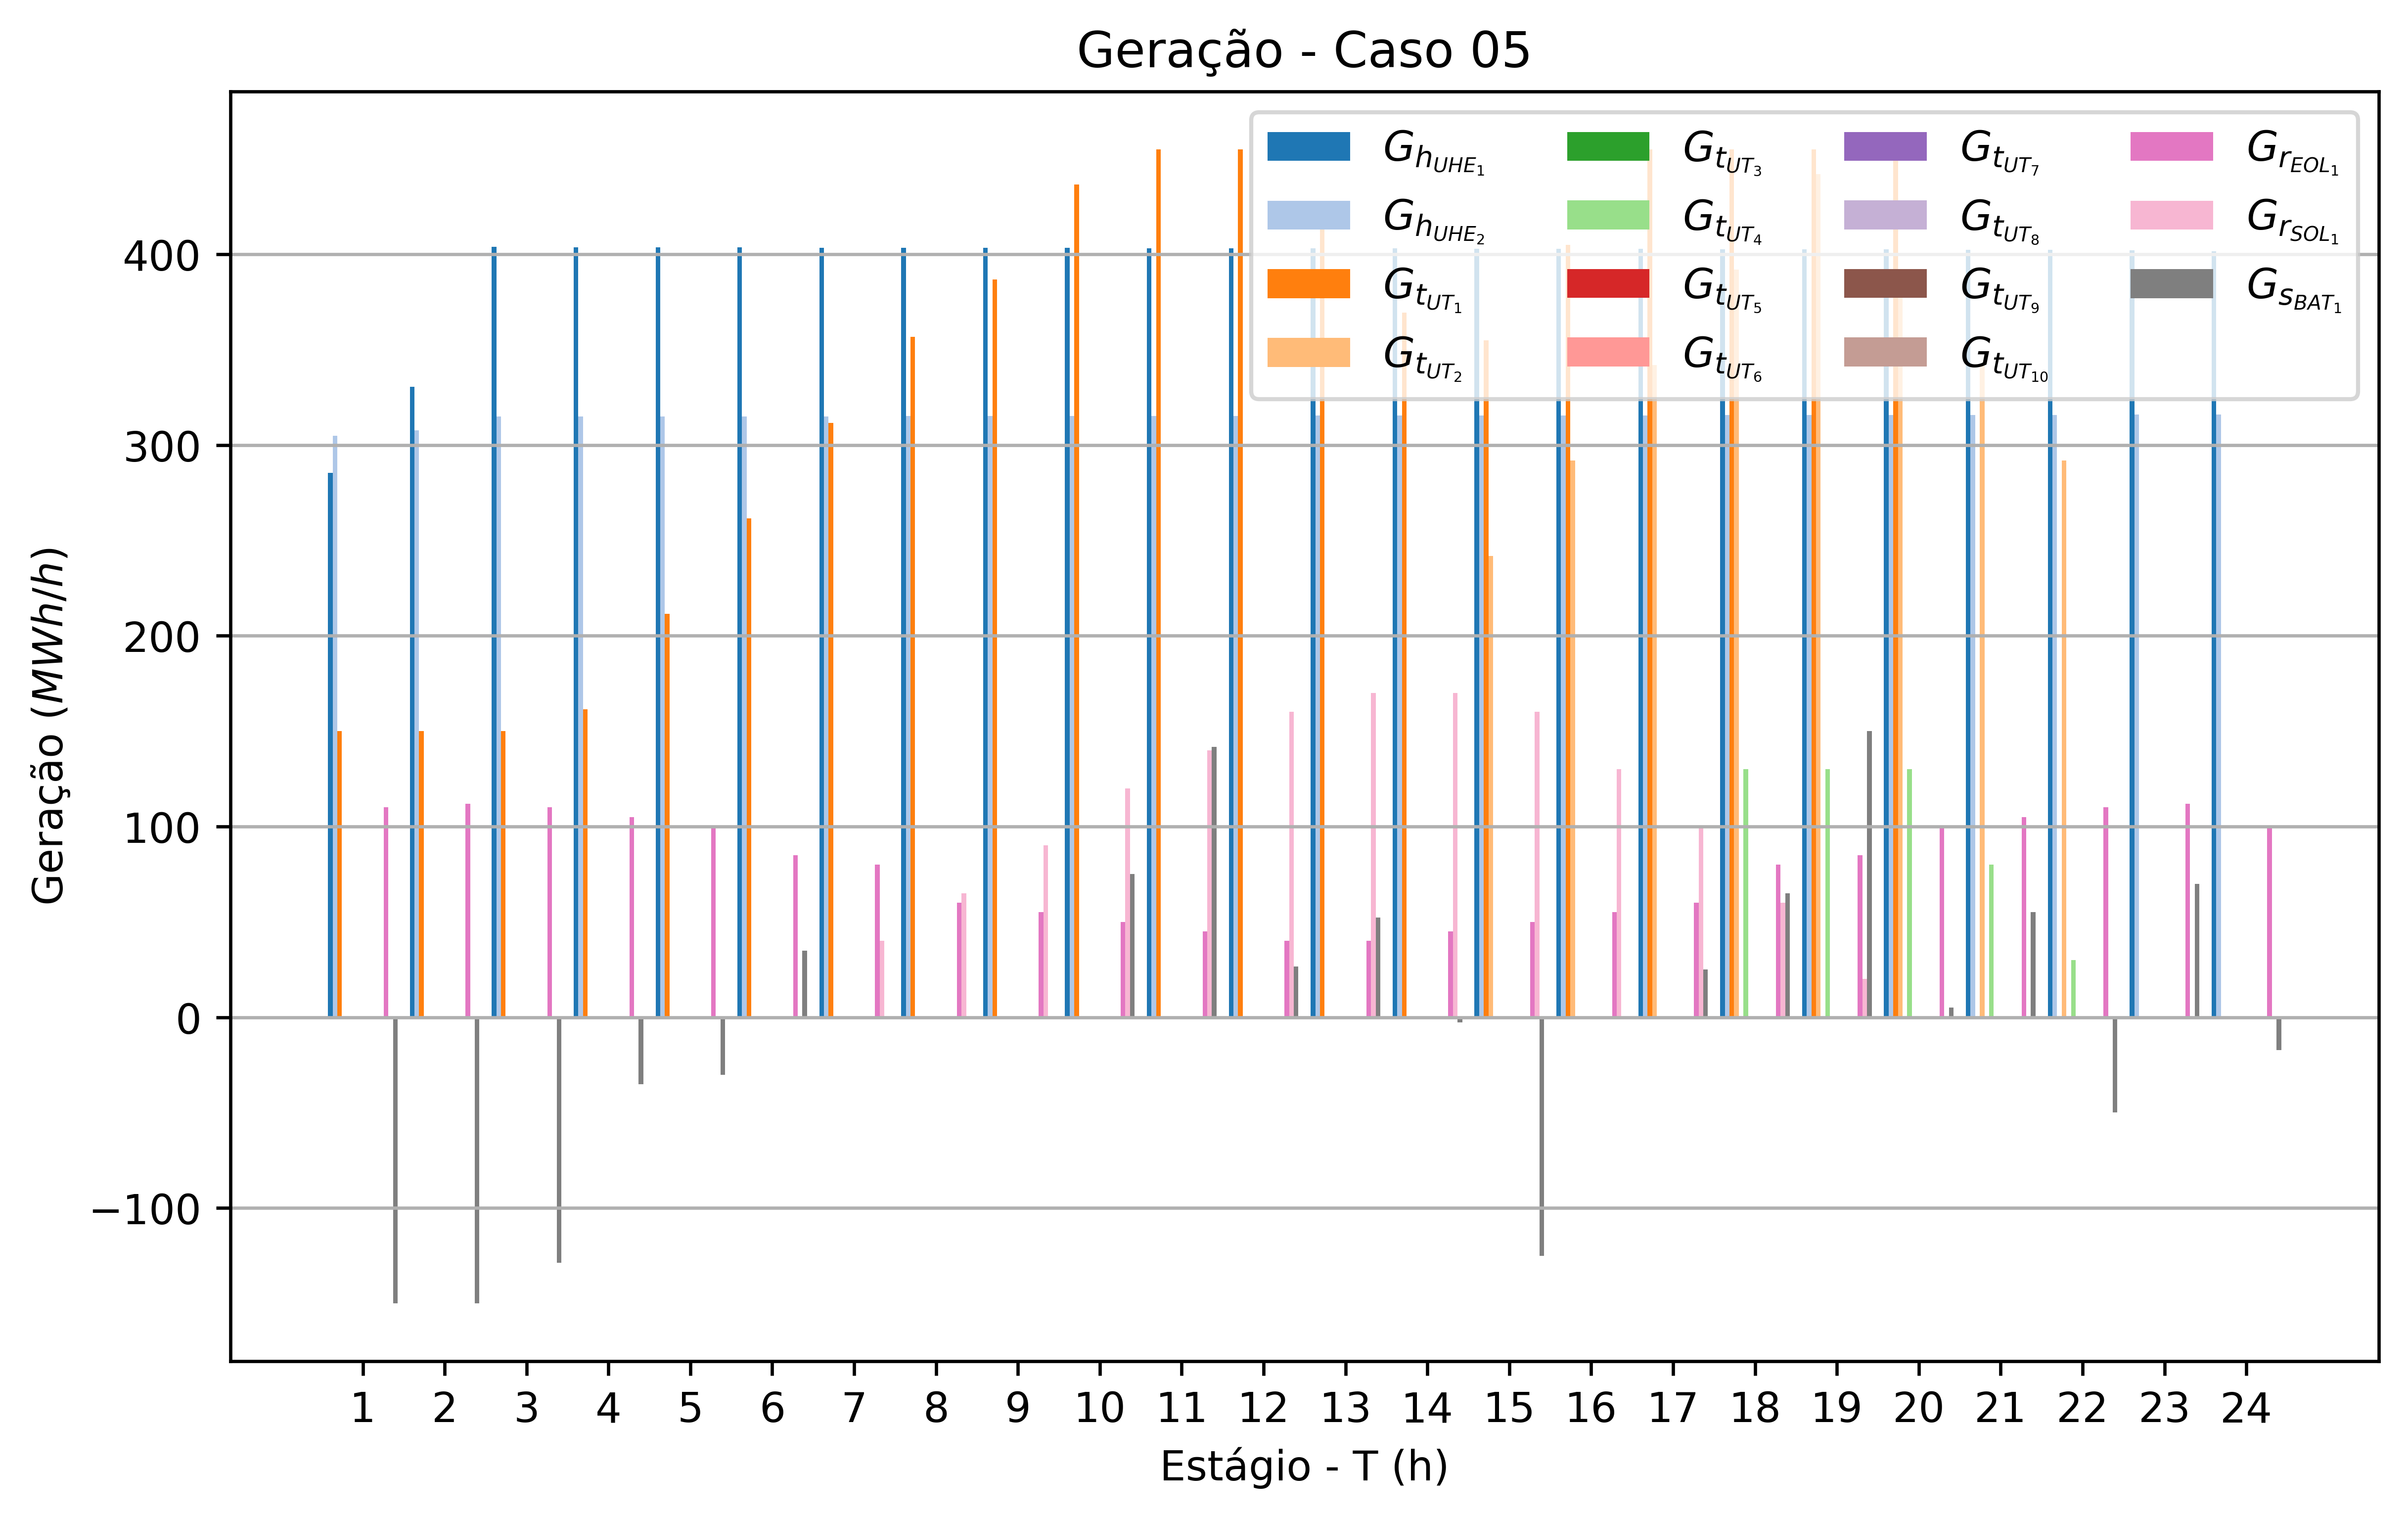 Geração - Caso 05
Geração (MWh/h)
400
300
200
100
0
−100
G_{h_{UHE_1}}
G_{h_{UHE_2}}
G_{t_{UT_1}}
G_{t_{UT_2}}
G_{t_{UT_3}}
G_{t_{UT_4}}
G_{t_{UT_5}}
G_{t_{UT_6}}
G_{t_{UT_7}}
G_{t_{UT_8}}
G_{t_{UT_9}}
G_{t_{UT_{10}}}
G_{r_{EOL_1}}
G_{r_{SOL_1}}
G_{s_{BAT_1}}
1 2 3 4 5 6 7 8 9 10 11 12 13 14 15 16 17 18 19 20 21 22 23 24
Estágio - T (h)